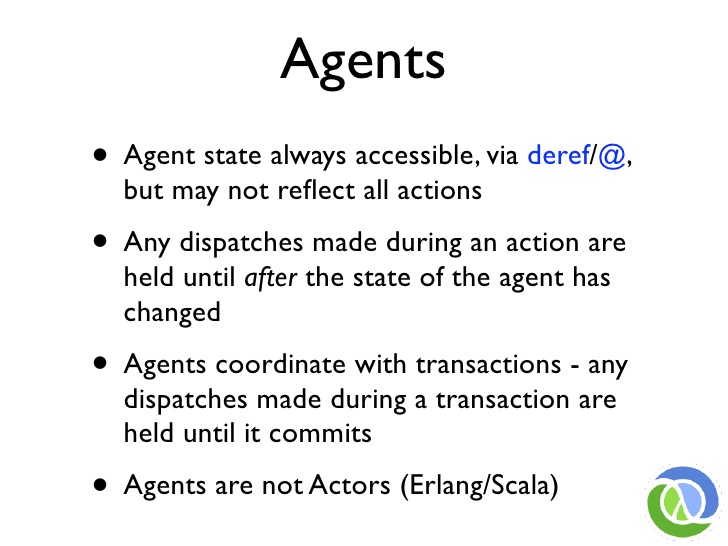 Agents
• Agent state always accessible, via deref/@,
but may not reflect all actions
• Any dispatches made during an action are
held until after the state of the agent has
changed
• Agents coordinate with transactions - any
dispatches made during a transaction are
held until it commits
• Agents are not Actors (Erlang/Scala)